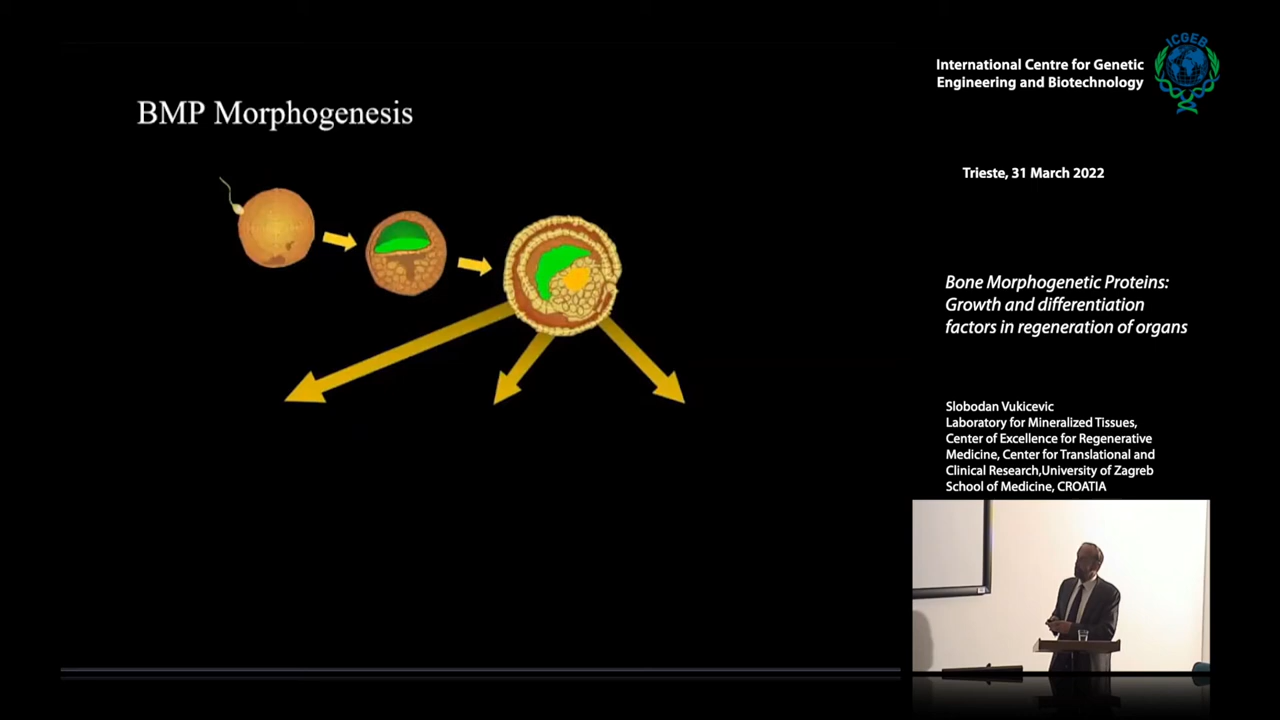 BMP Morphogenesis
International Centre for Genetic
Engineering and Biotechnology
ICGEB
Trieste, 31 March 2022
Bone Morphogenetic Proteins:
Growth and differentiation
factors in regeneration of organs
Slobodan Vukicevic
Laboratory for Mineralized Tissues,
Center of Excellence for Regenerative
Medicine, Center for Translational and
Clinical Research,University of Zagreb
School of Medicine, CROATIA